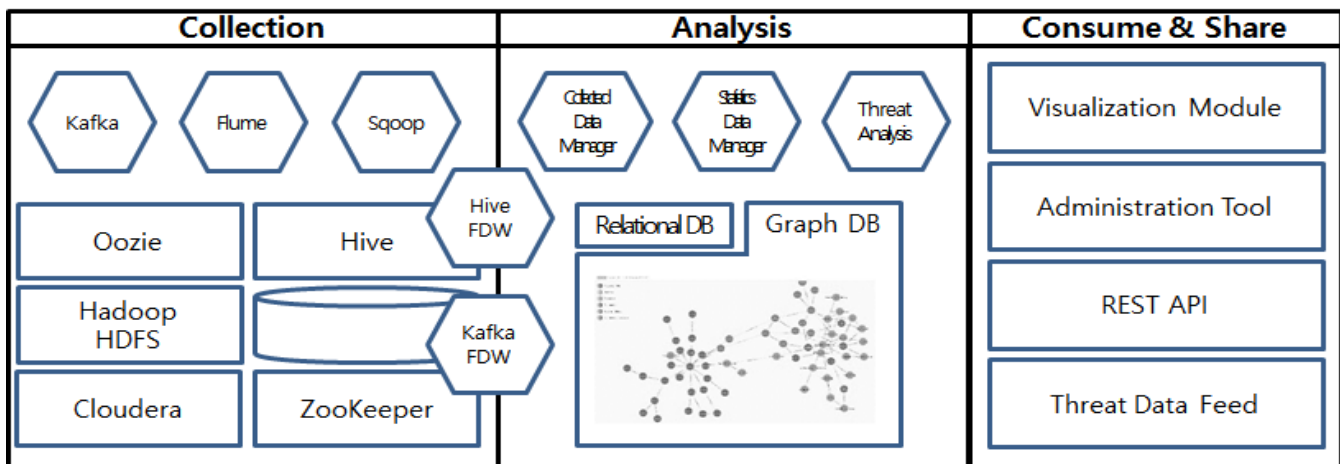 Collection
Analysis
Consume & Share
Kafka
Flume
Sqoop
Collected
Data
Manager
Statistics
Data
Manager
Threat
Analysis
Visualization Module
Administration Tool
REST API
Threat Data Feed
Hive
FDW
Oozie
Hive
Relational DB
Graph DB
Hadoop
HDFS
Kafka
FDW
Cloudera
ZooKeeper